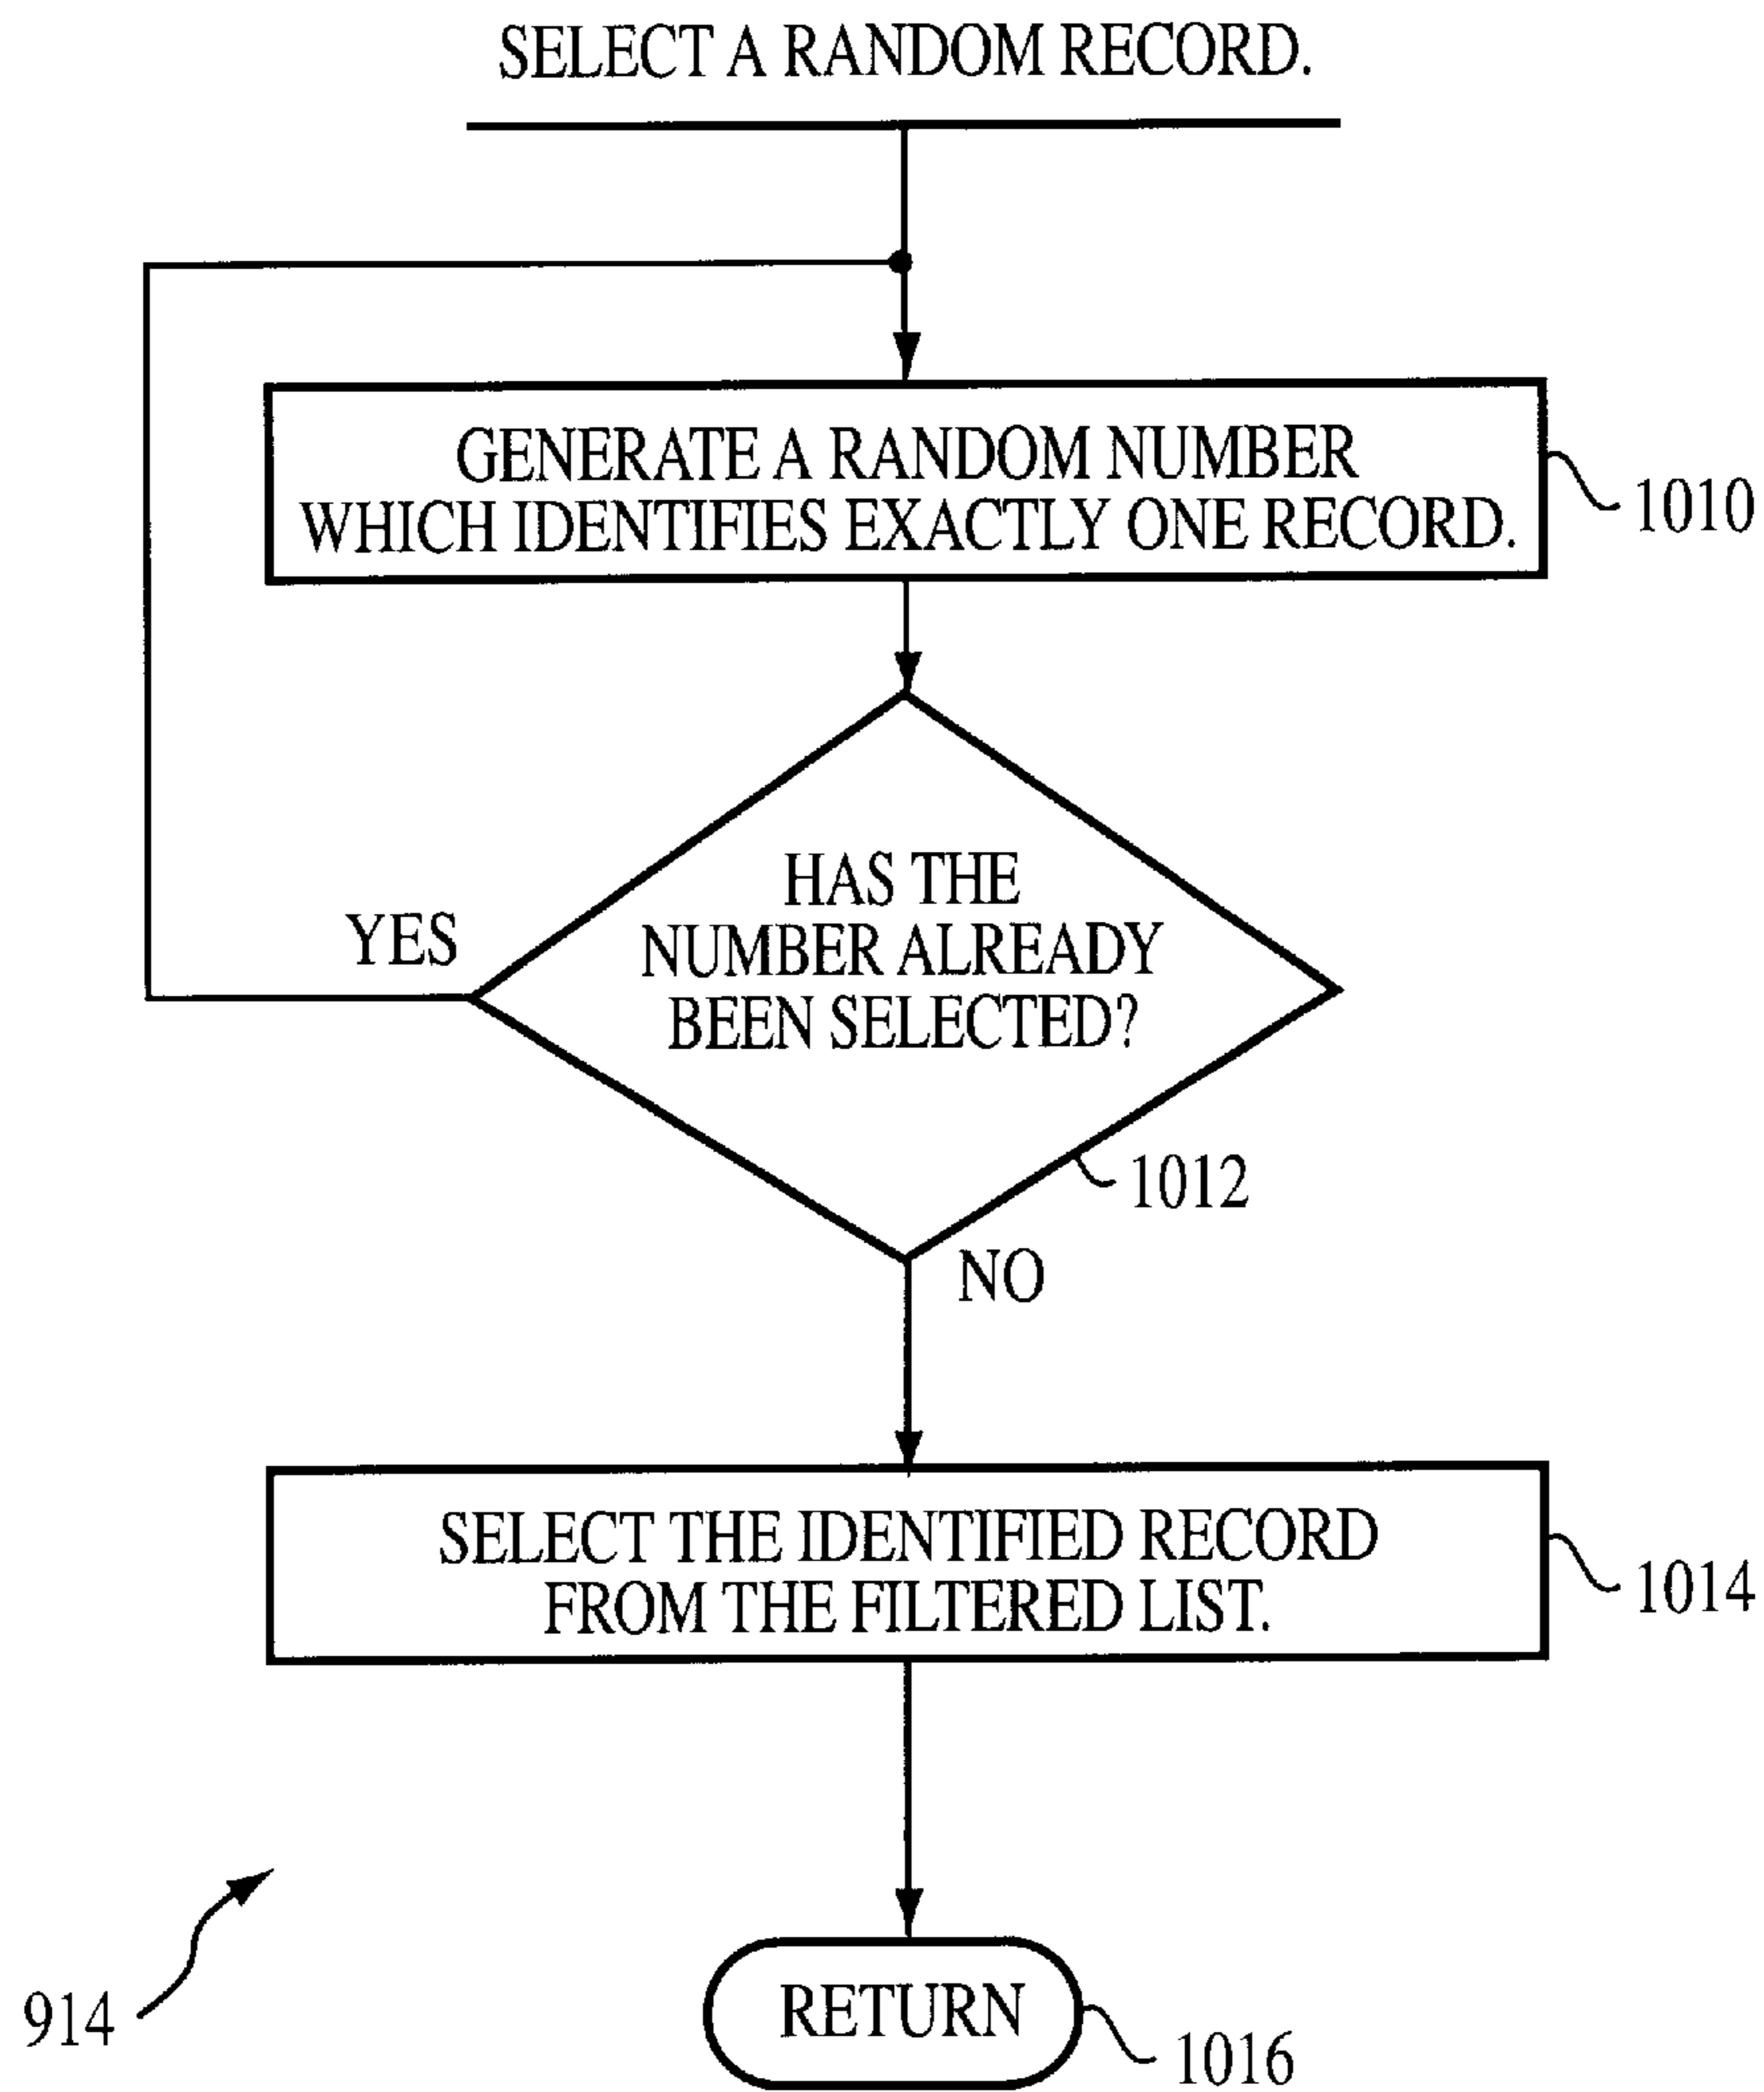 SELECT A RANDOM RECORD.
GENERATE A RANDOM NUMBER
WHICH IDENTIFIES EXACTLY ONE RECORD.
1010
HAS THE
NUMBER ALREADY
BEEN SELECTED?
YES
1012
NO
SELECT THE IDENTIFIED RECORD
FROM THE FILTERED LIST.
1014
RETURN
914
1016